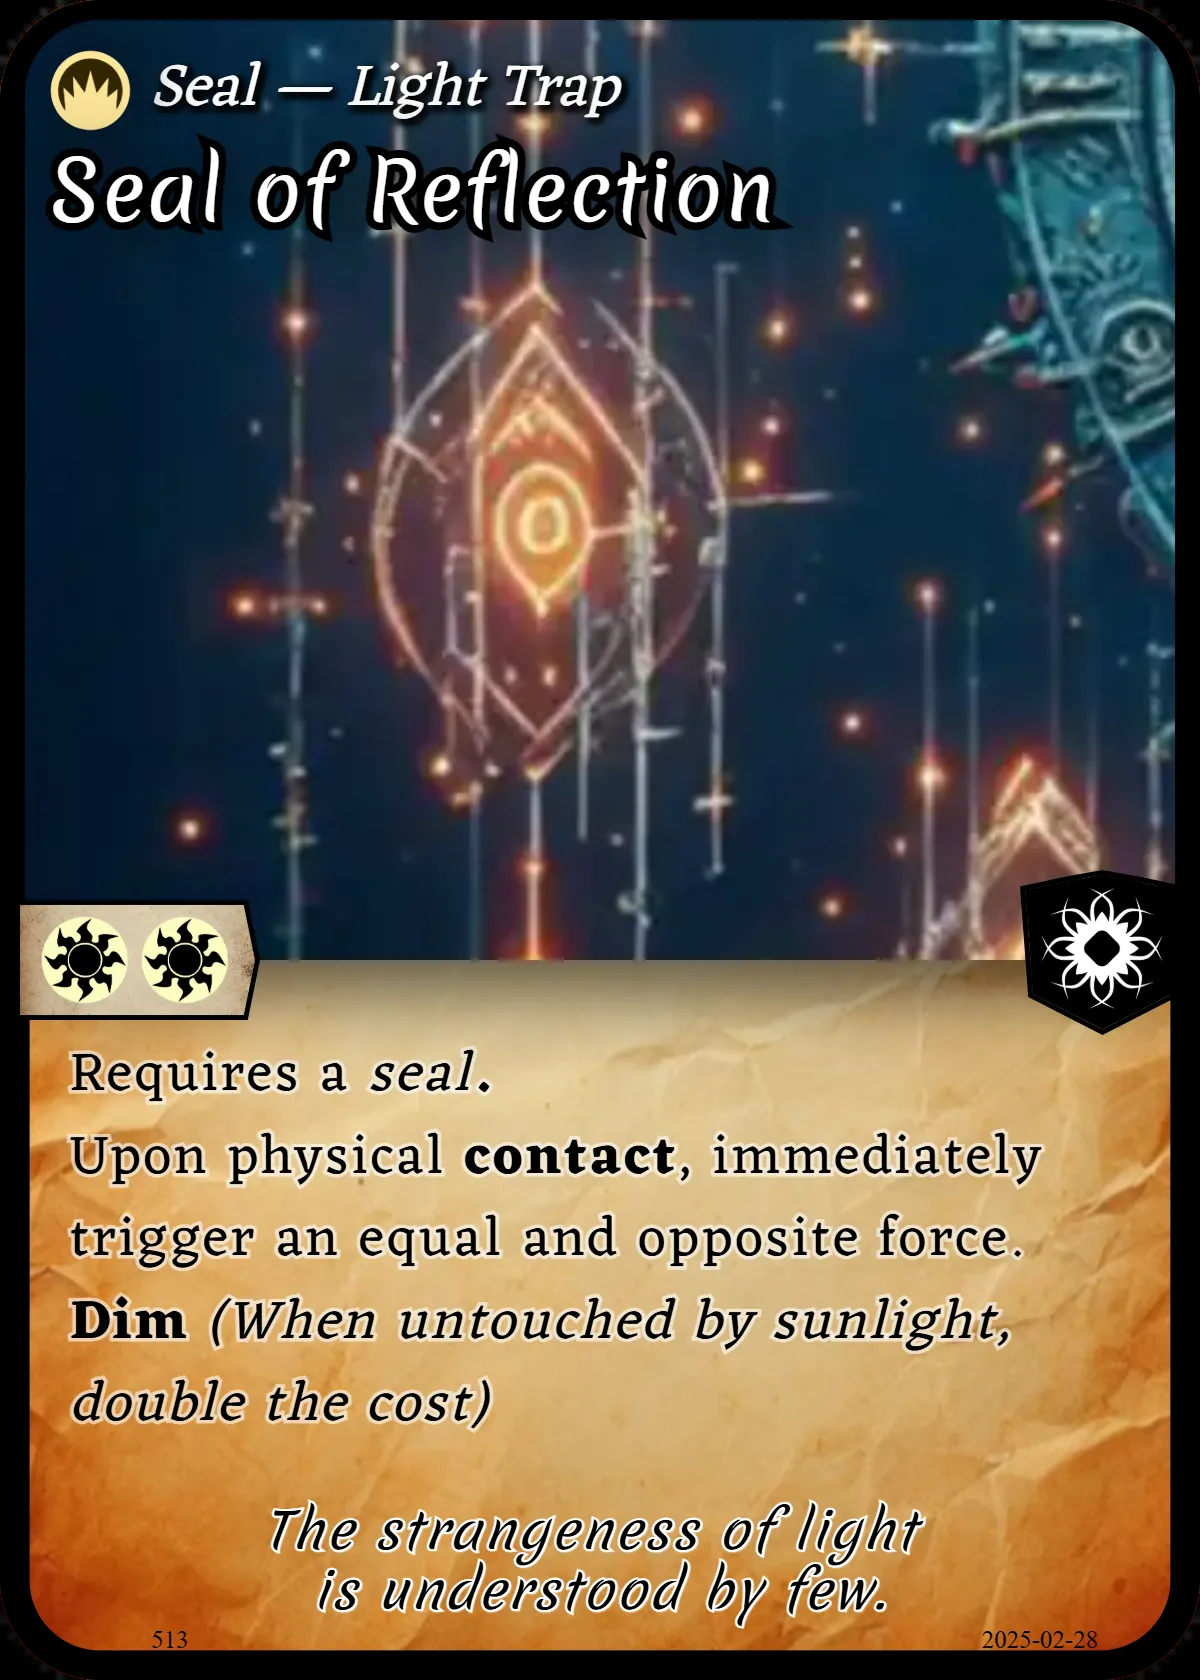 Seal — Light Trap
Seal of Reflection
Requires a seal.
Upon physical contact, immediately
trigger an equal and opposite force.
Dim (When untouched by sunlight,
double the cost)
The strangeness of light
is understood by few.
513
2025-02-28